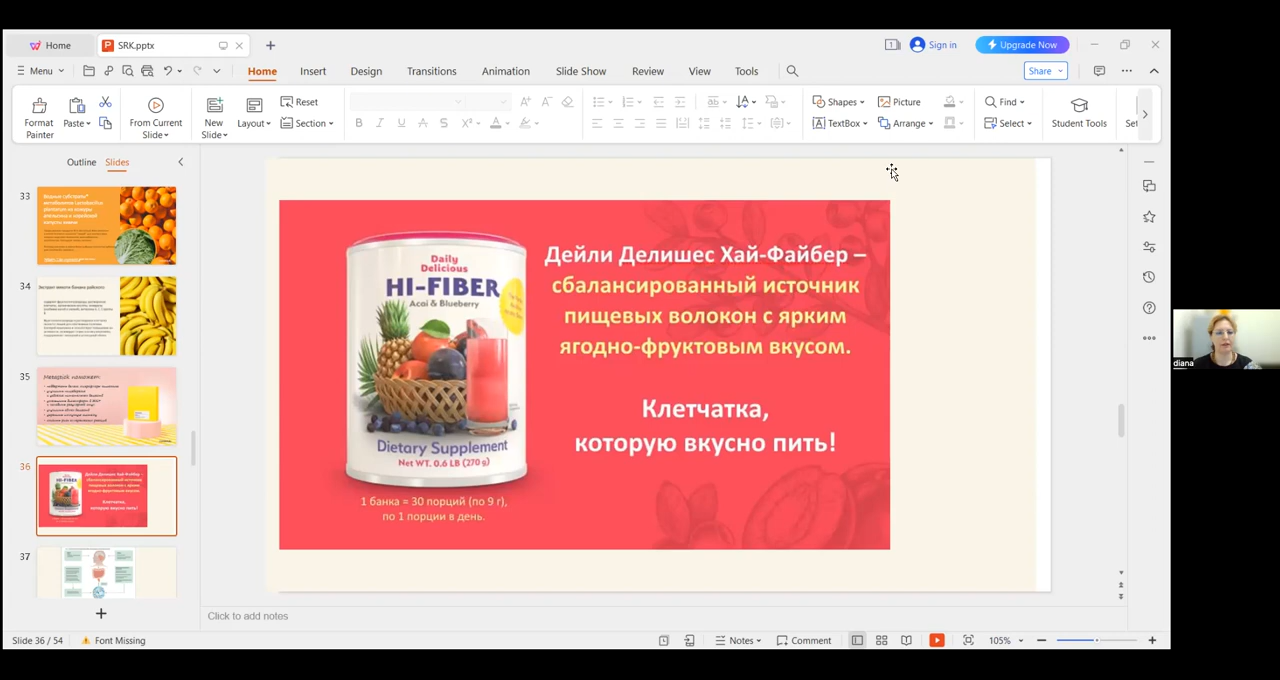 Home
SRK.pptx
Sign in
Upgrade Now
Menu
Home
Insert
Design
Transitions
Animation
Slide Show
Review
View
Tools
Share
Format
Painter
Paste
From Current
Slide
New
Slide
Layout
Reset
Section
Shapes
Picture
TextBox
Arrange
Find
Select
Student Tools
Set
Outline
Slides
33
34
35
36
37
Daily
Delicious
HI-FIBER
Acai & Blueberry
Dietary Supplement
Net WT. 0.6 LB (270 g)
1 банка = 30 порций (по 9 г),
по 1 порции в день.
Дейли Делишес Хай-Файбер –
сбалансированный источник
пищевых волокон с ярким
ягодно-фруктовым вкусом.
Клетчатка,
которую вкусно пить!
diana
Click to add notes
Slide 36 / 54
Font Missing
Notes
Comment
105%